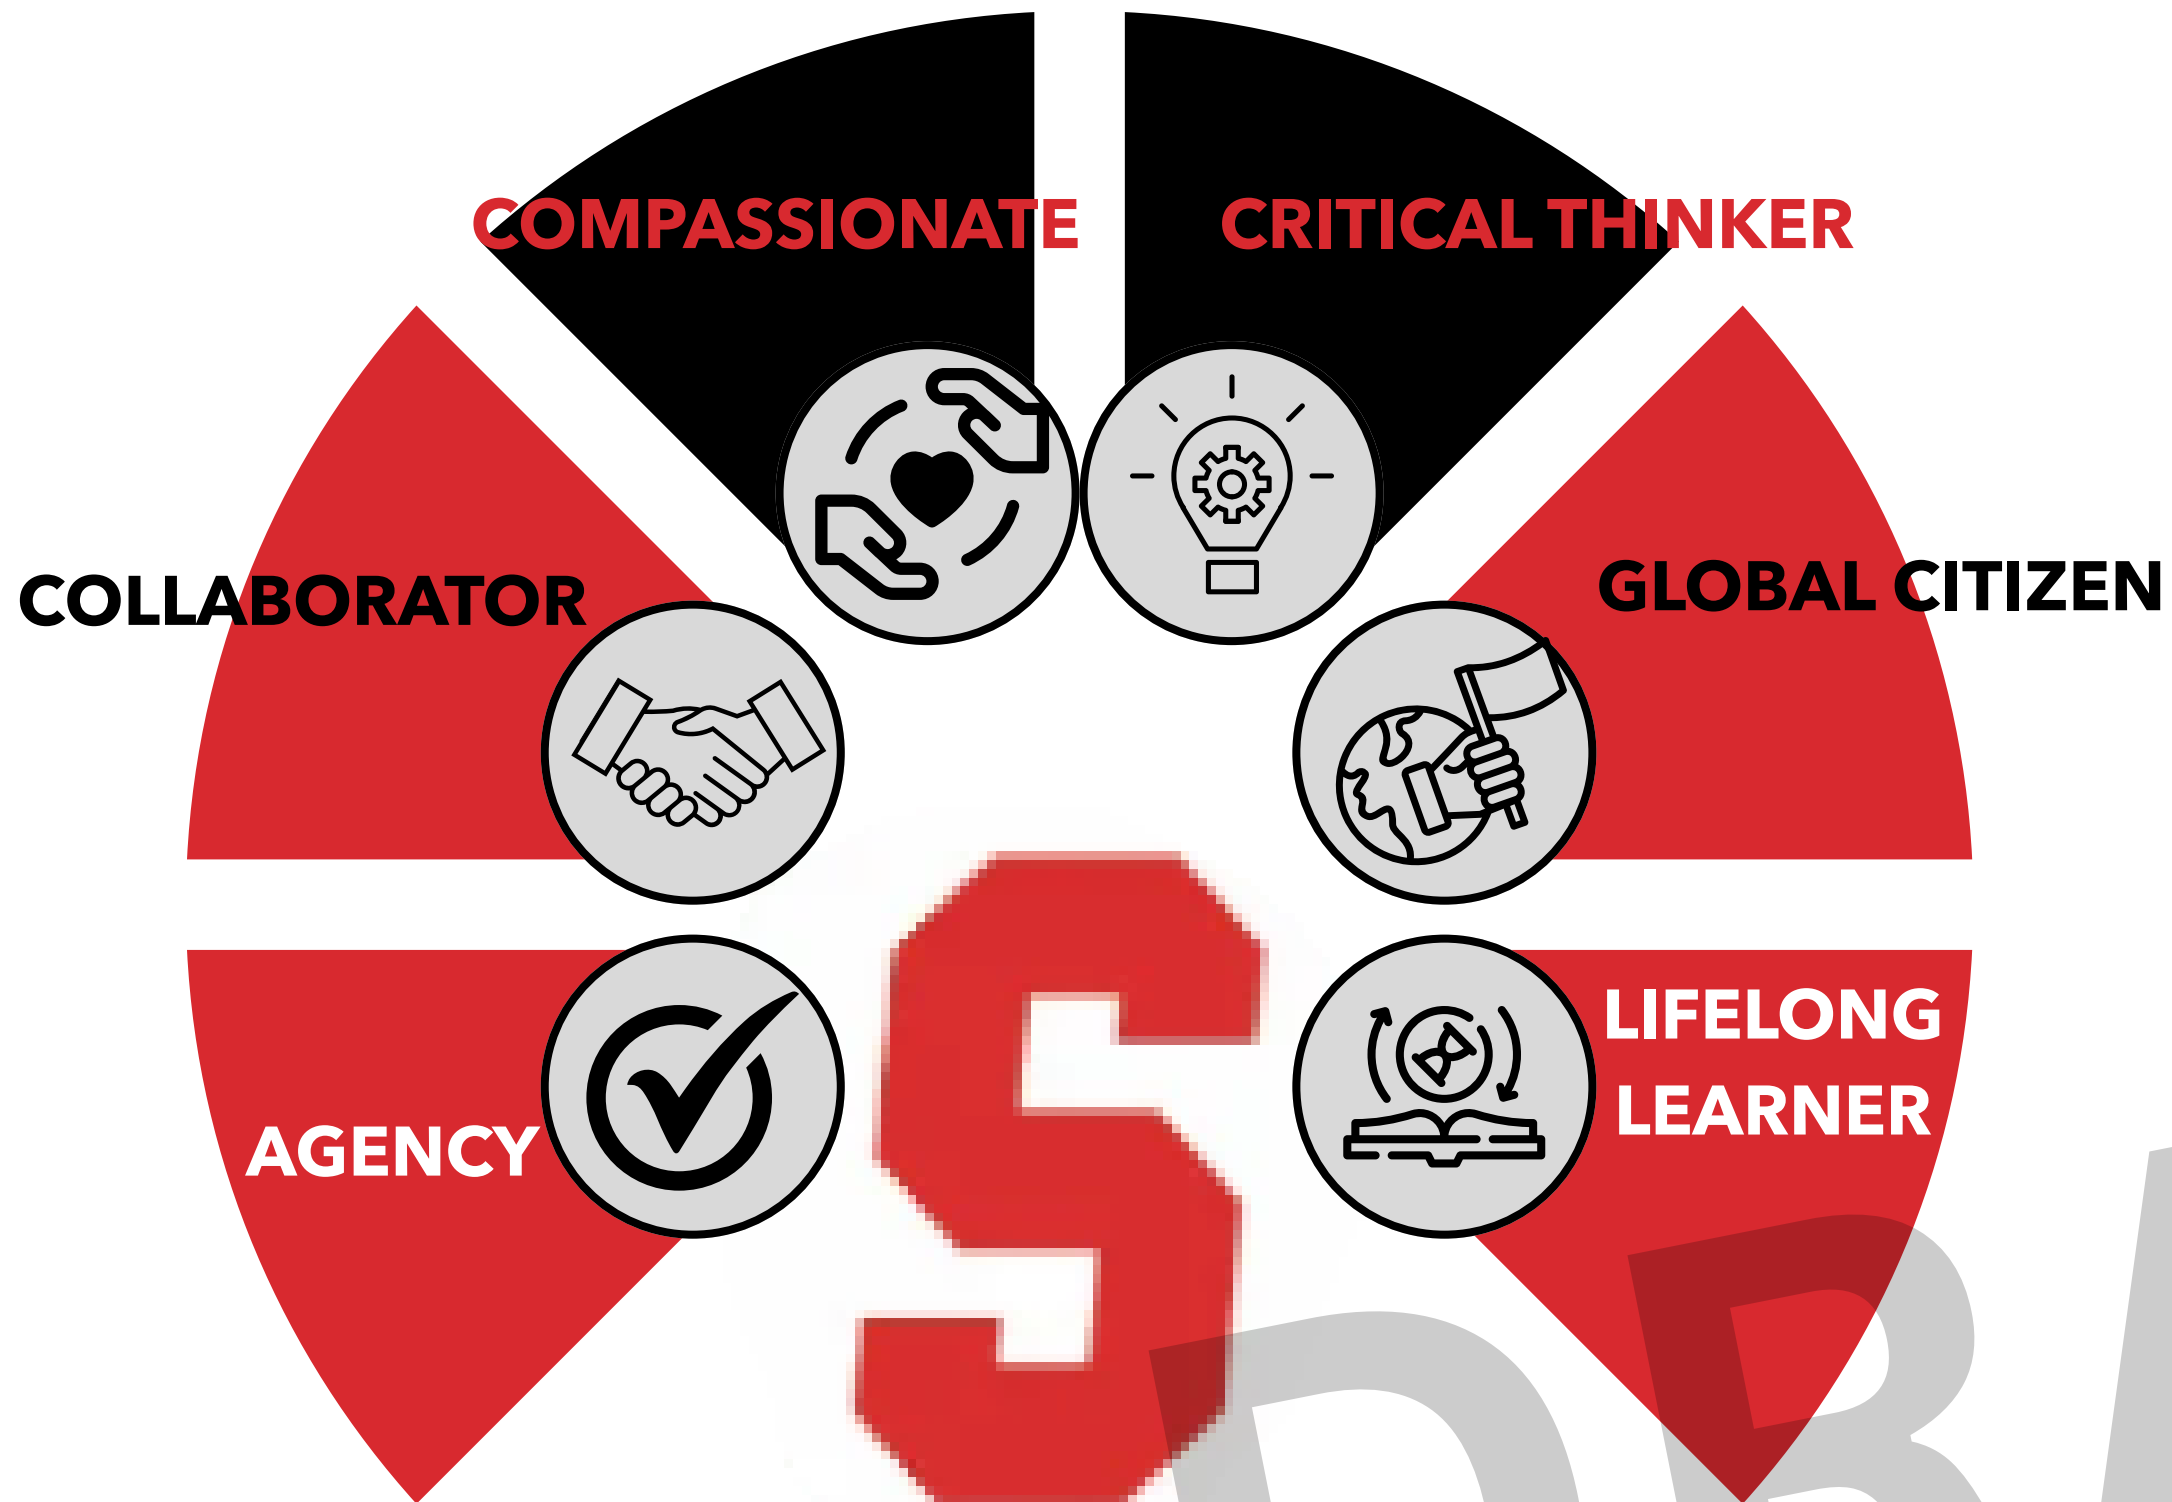 COMPASSIONATE
CRITICAL THINKER
COLLABORATOR
GLOBAL CITIZEN
AGENCY
LIFELONG
LEARNER
S